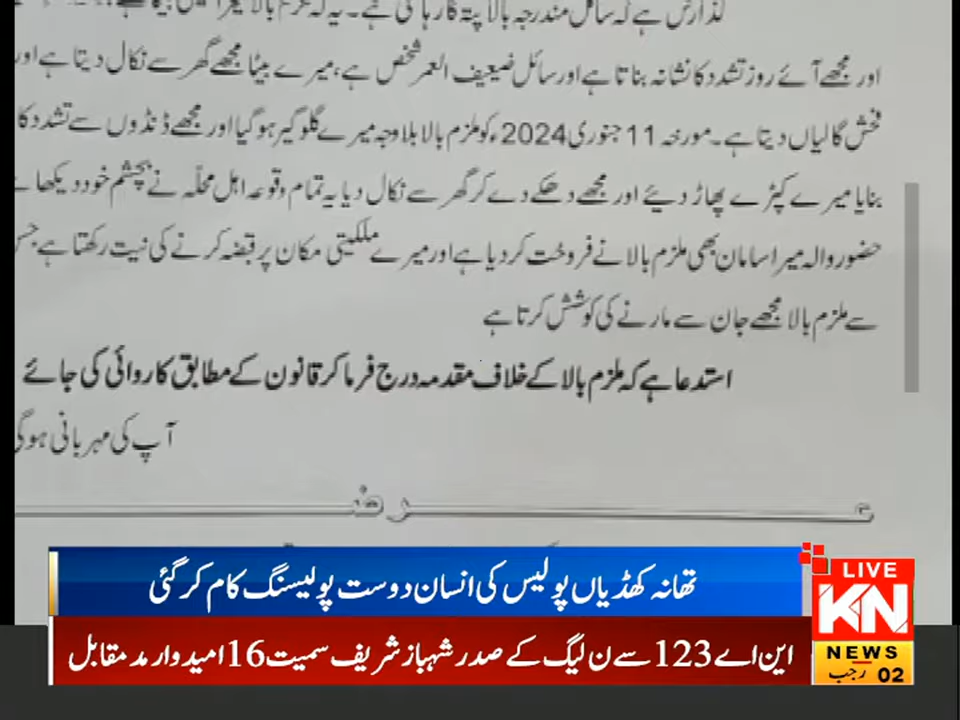 گذارش ہے کہ سائل مندرجہ بالا پتہ کا رہائشی ہے۔ یہ کہ ملزم بالا میرا
اور مجھے آئے روز تشدد کا نشانہ بناتا ہے اور سائل ضعیف العمر شخص ہے، میرے بیٹا مجھے گھر سے نکال دیتا ہے اور
فحش گالیاں دیتا ہے۔ مورخہ 11 جنوری 2024ء کو ملزم بالا بلاوجہ میرے گلو گیر ہو گیا اور مجھے ڈنڈوں سے تشدد کا
بنایا میرے کپڑے پھاڑ دیئے اور مجھے دھکے دے کر گھر سے نکال دیا یہ تمام وقوعہ اہل محلہ نے بچشم خود دیکھا ہے
حضور والہ میرا سامان بھی ملزم بالا نے فروخت کر دیا ہے اور میرے ملکیتی مکان پر قبضہ کرنے کی نیت رکھتا ہے جس
سے ملزم بالا مجھے جان سے مارنے کی کوشش کرتا ہے
استدعا ہے کہ ملزم بالا کے خلاف مقدمہ درج فرما کر قانون کے مطابق کاروائی کی جائے
آپ کی مہربانی ہوگی
عرض
تھانہ کھڈیاں پولیس کی انسان دوست پولیسنگ کام کر گئی
این اے 123 سے ن لیگ کے صدر شہباز شریف سمیت 16 امیدوار مدمقابل
LIVE
KN
NEWS
02 رجب